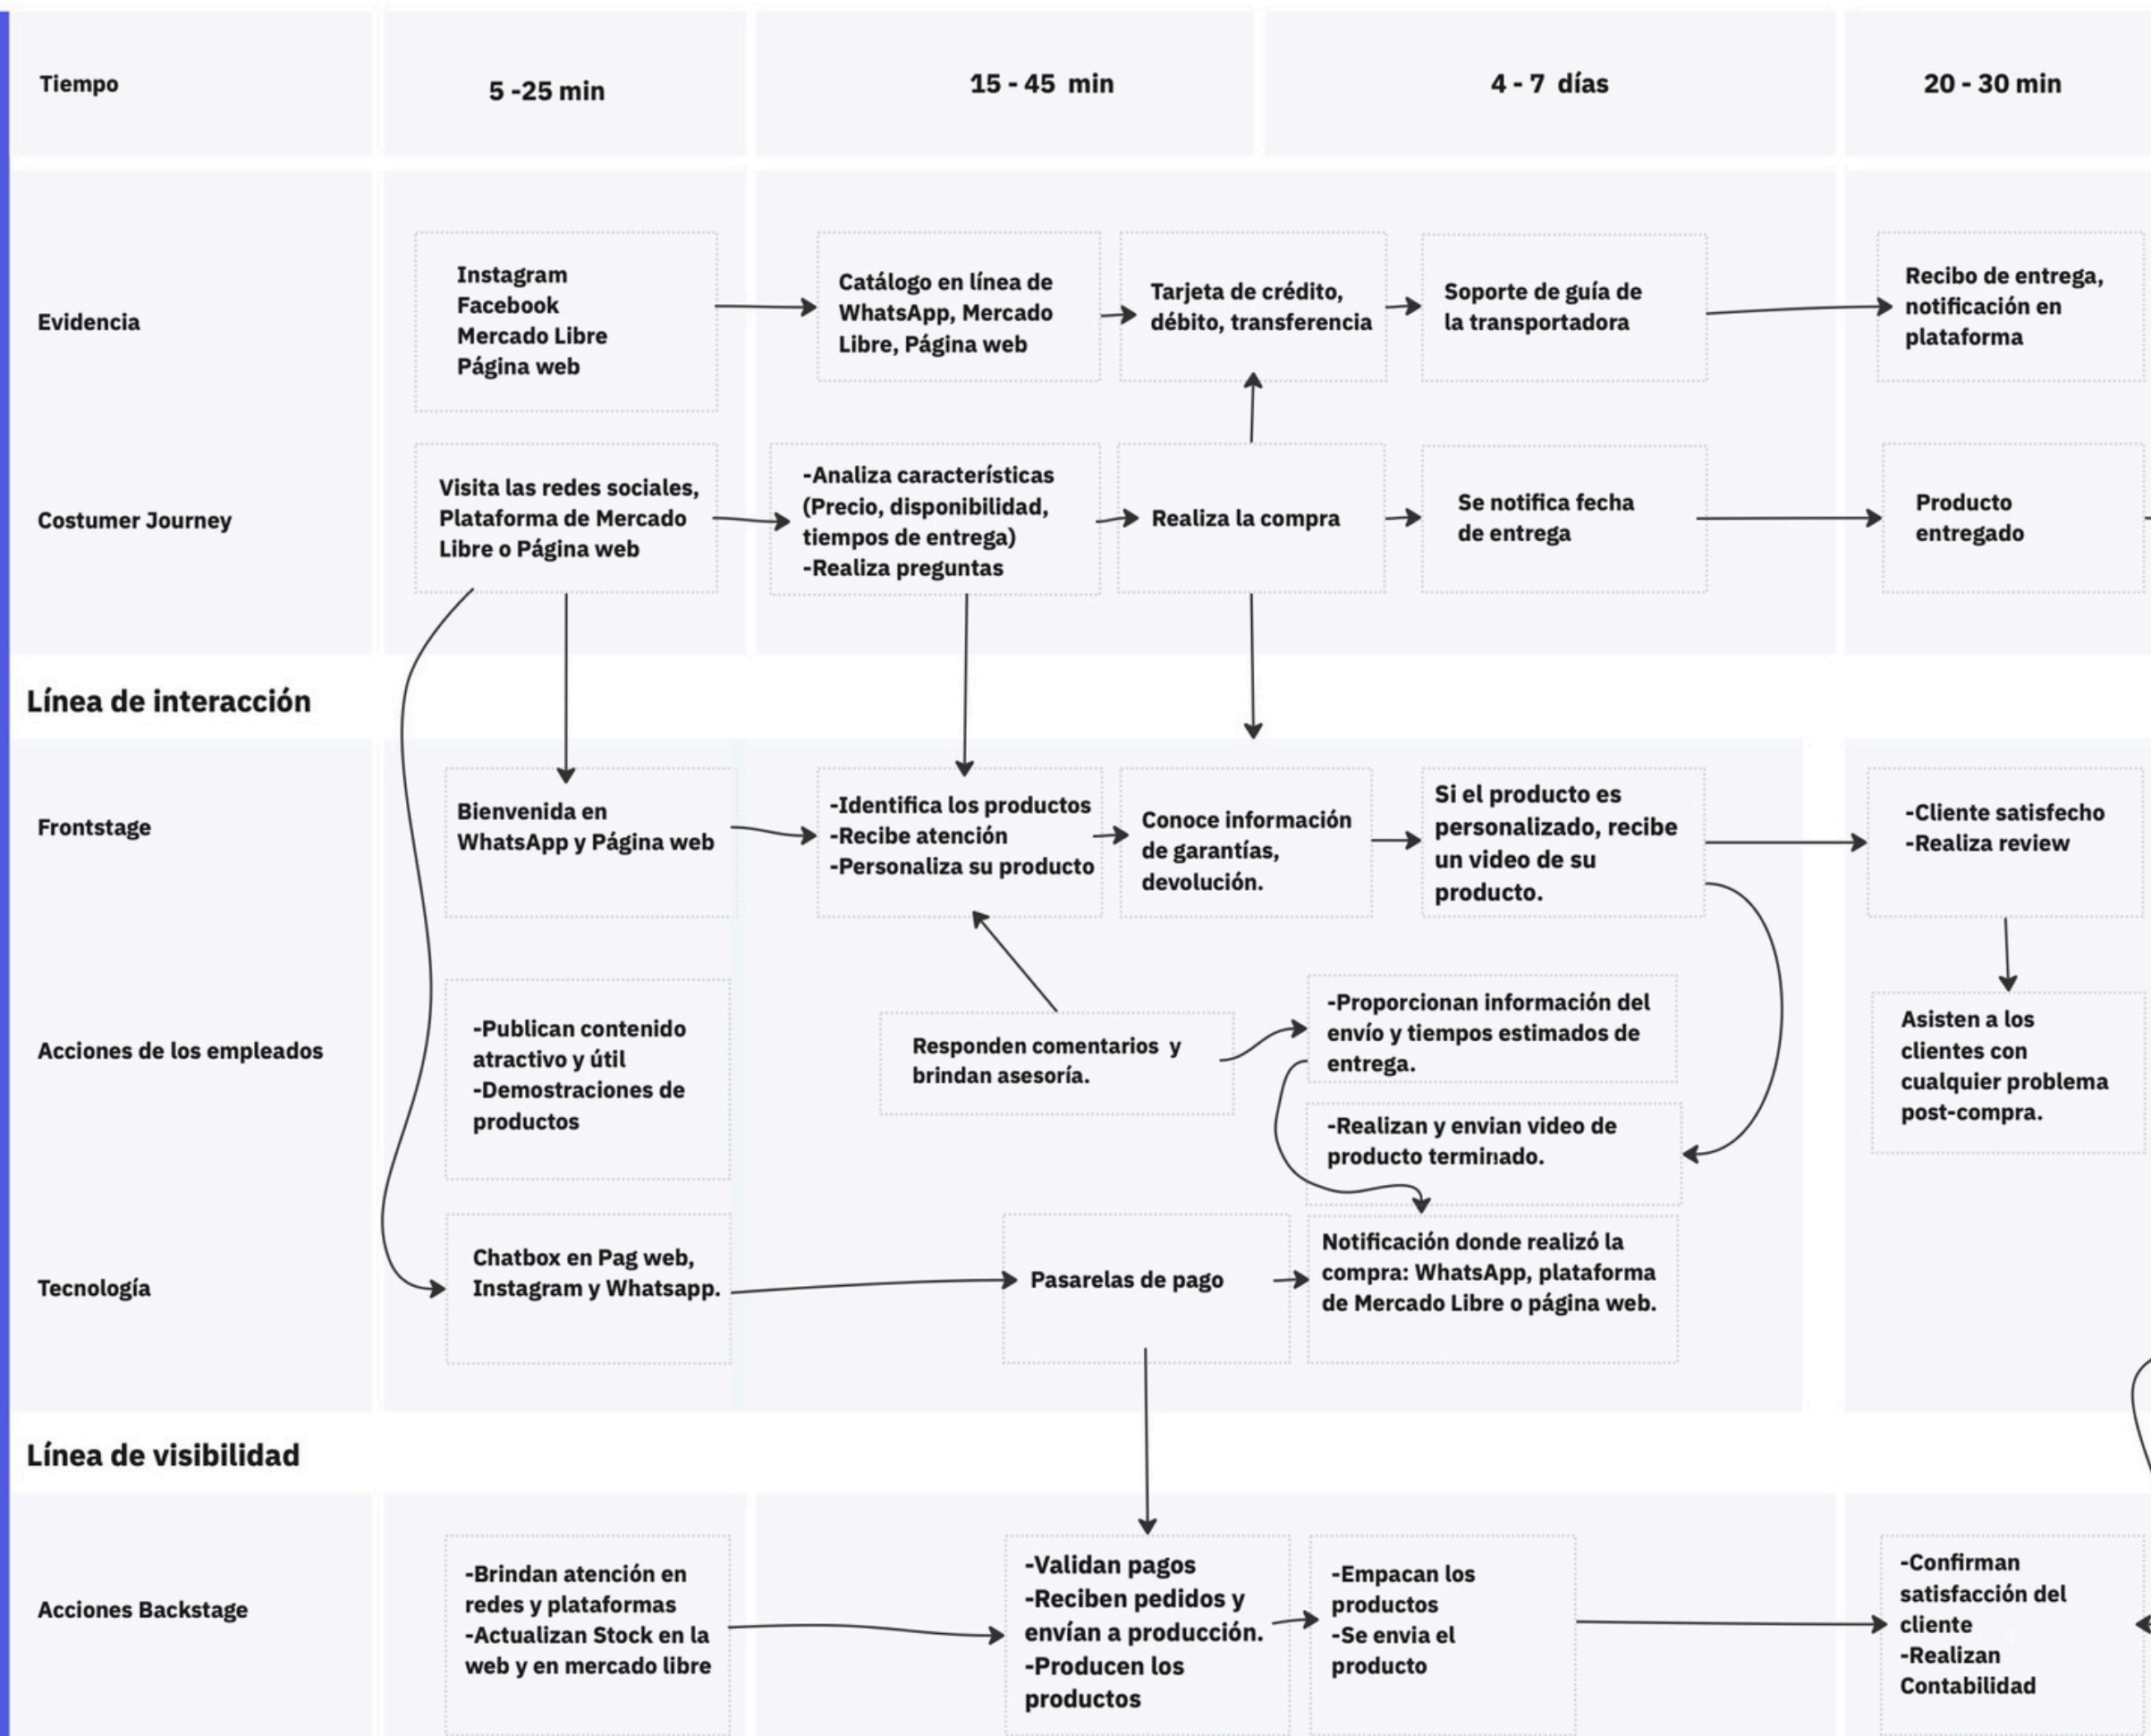 Tiempo
5 -25 min
15 - 45 min
4 - 7 días
20 - 30 min
Evidencia
Instagram
Facebook
Mercado Libre
Página web
Catálogo en línea de
WhatsApp, Mercado
Libre, Página web
Tarjeta de crédito,
débito, transferencia
Soporte de guía de
la transportadora
Recibo de entrega,
notificación en
plataforma
Costumer Journey
Visita las redes sociales,
Plataforma de Mercado
Libre o Página web
-Analiza características
(Precio, disponibilidad,
tiempos de entrega)
-Realiza preguntas
Realiza la compra
Se notifica fecha
de entrega
Producto
entregado
Línea de interacción
Frontstage
Bienvenida en
WhatsApp y Página web
-Identifica los productos
-Recibe atención
-Personaliza su producto
Conoce información
de garantías,
devolución.
Si el producto es
personalizado, recibe
un video de su
producto.
-Cliente satisfecho
-Realiza review
Acciones de los empleados
-Publican contenido
atractivo y útil
-Demostraciones de
productos
Responden comentarios y
brindan asesoría.
-Proporcionan información del
envío y tiempos estimados de
entrega.
-Realizan y envian video de
producto terminado.
Asisten a los
clientes con
cualquier problema
post-compra.
Tecnología
Chatbox en Pag web,
Instagram y Whatsapp.
Pasarelas de pago
Notificación donde realizó la
compra: WhatsApp, plataforma
de Mercado Libre o página web.
Línea de visibilidad
Acciones Backstage
-Brindan atención en
redes y plataformas
-Actualizan Stock en la
web y en mercado libre
-Validan pagos
-Reciben pedidos y
envían a producción.
-Producen los
productos
-Empacan los
productos
-Se envia el
producto
-Confirman
satisfacción del
cliente
-Realizan
Contabilidad